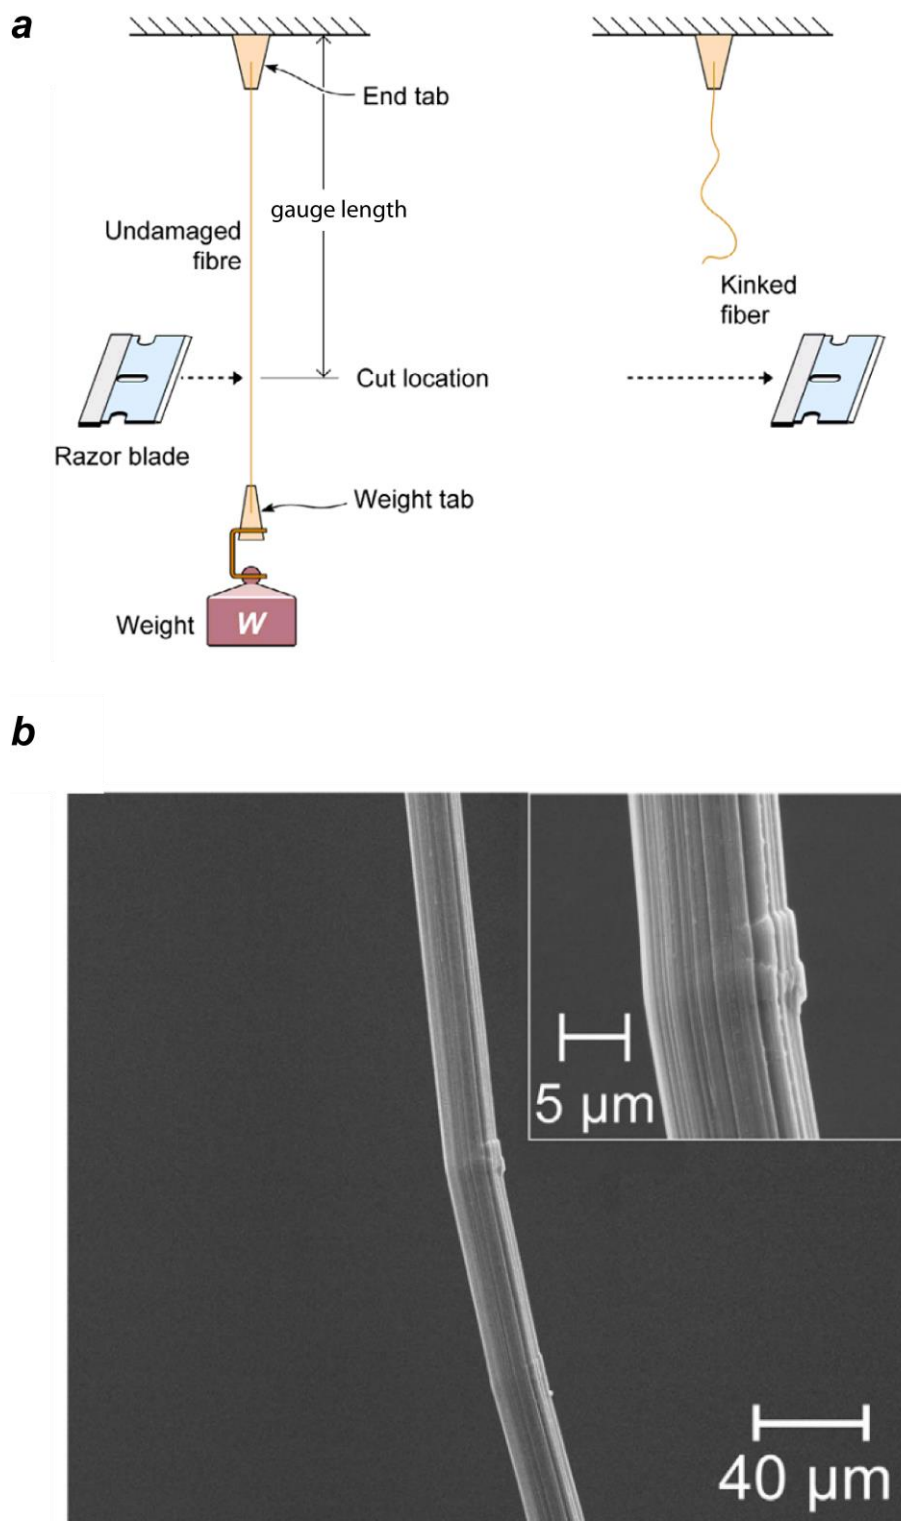 a
End tab
gauge length
Undamaged
fibre
Kinked
fiber
Cut location
Razor blade
Weight tab
Weight
W
b
5 µm
40 µm